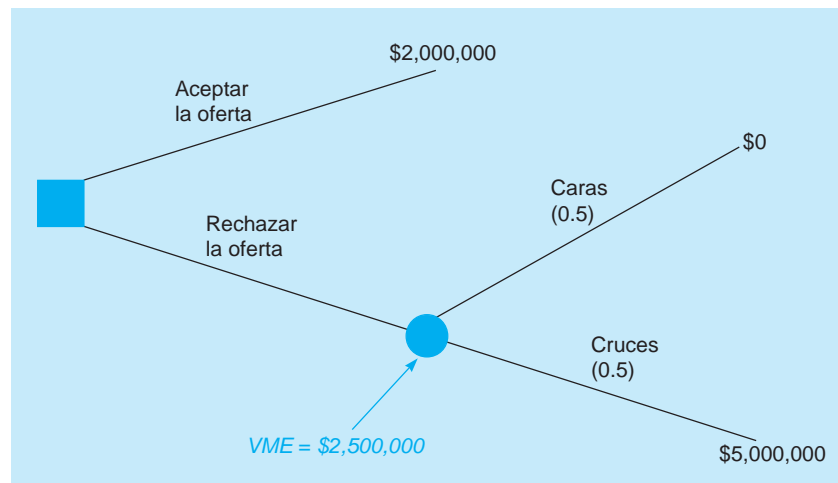 $2,000,000
Aceptar
la oferta
$0
Caras
(0.5)
Rechazar
la oferta
Cruces
(0.5)
VME = $2,500,000
$5,000,000